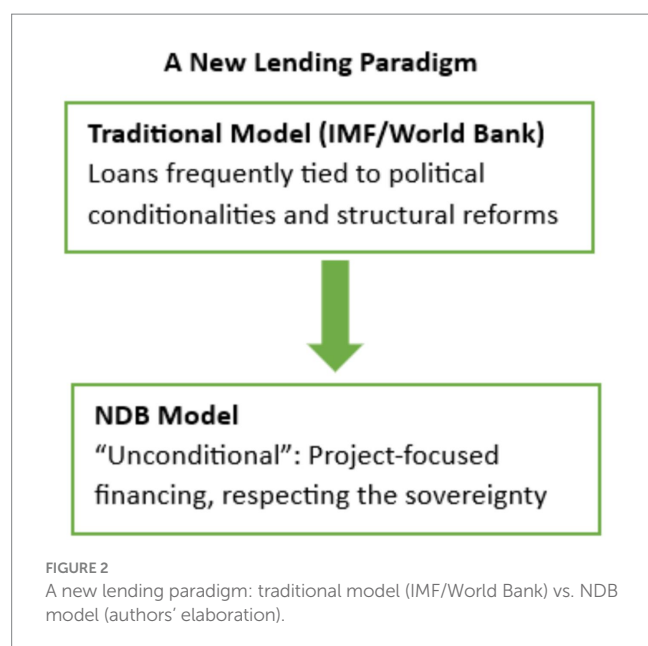 A New Lending Paradigm
Traditional Model (IMF/World Bank)
Loans frequently tied to political
conditionalities and structural reforms
NDB Model
“Unconditional”: Project-focused
financing, respecting the sovereignty
FIGURE 2
A new lending paradigm: traditional model (IMF/World Bank) vs. NDB
model (authors’ elaboration).